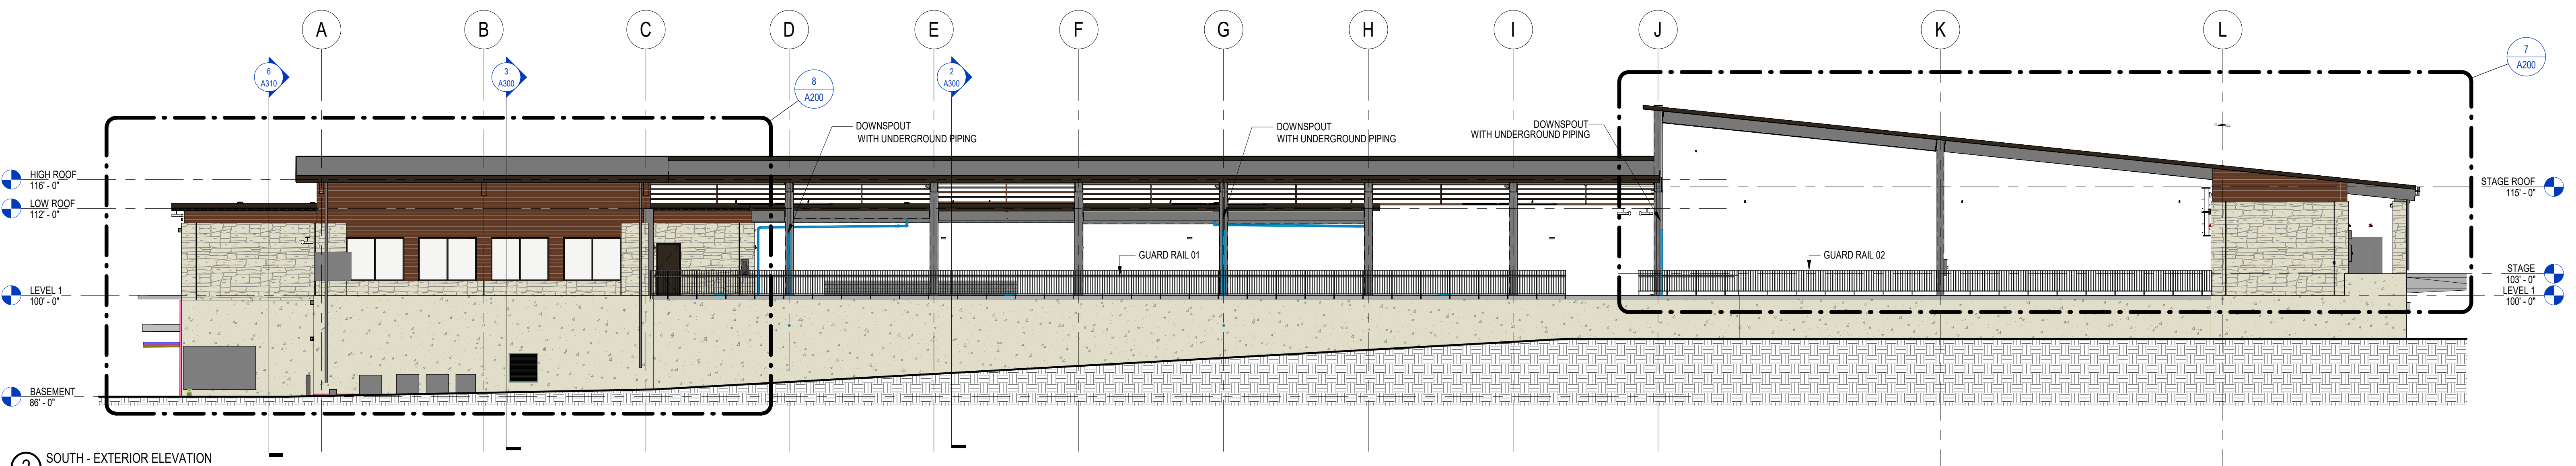 A
B
C
D
E
F
G
H
I
J
K
L
6
A310
3
A300
8
A200
2
A300
7
A200
DOWNSPOUT
WITH UNDERGROUND PIPING
DOWNSPOUT
WITH UNDERGROUND PIPING
DOWNSPOUT
WITH UNDERGROUND PIPING
HIGH ROOF
116' - 0"
LOW ROOF
112' - 0"
LEVEL 1
100' - 0"
BASEMENT
86' - 0"
GUARD RAIL 01
GUARD RAIL 02
STAGE ROOF
115' - 0"
STAGE
103' - 0"
LEVEL 1
100' - 0"
SOUTH - EXTERIOR ELEVATION